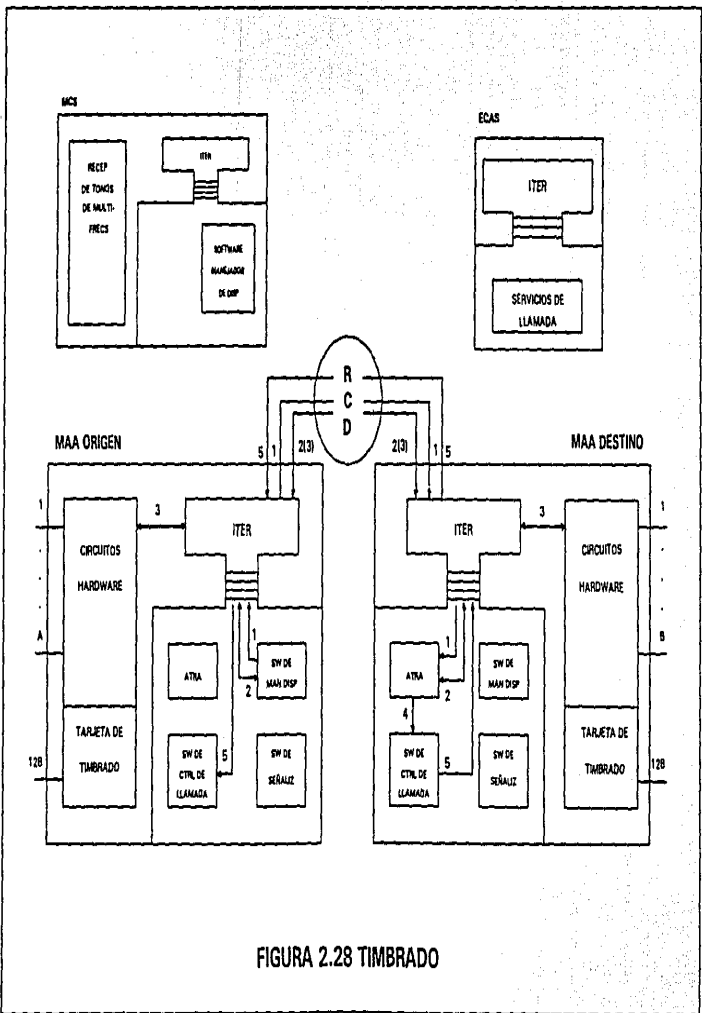 MCS
RECEP
DE TONOS
DE MULTI-
FRECS
ITER
SOFTWARE
MANEJADOR
DE DISP
ECAS
ITER
SERVICIOS DE
LLAMADA
R
C
D
5
1
2(3)
2(3)
1
5
MAA ORIGEN
1
.
.
.
.
A
128
CIRCUITOS
HARDWARE
TARJETA DE
TIMBRADO
3
ITER
1
2
5
ATRA
SW DE
MAN DISP
SW DE
CTRL DE
LLAMADA
SW DE
SEÑALIZ
MAA DESTINO
ITER
3
1
2
4
5
ATRA
SW DE
MAN DISP
SW DE
CTRL DE
LLAMADA
SW DE
SEÑALIZ
CIRCUITOS
HARDWARE
TARJETA DE
TIMBRADO
1
.
.
.
.
B
128
FIGURA 2.28 TIMBRADO